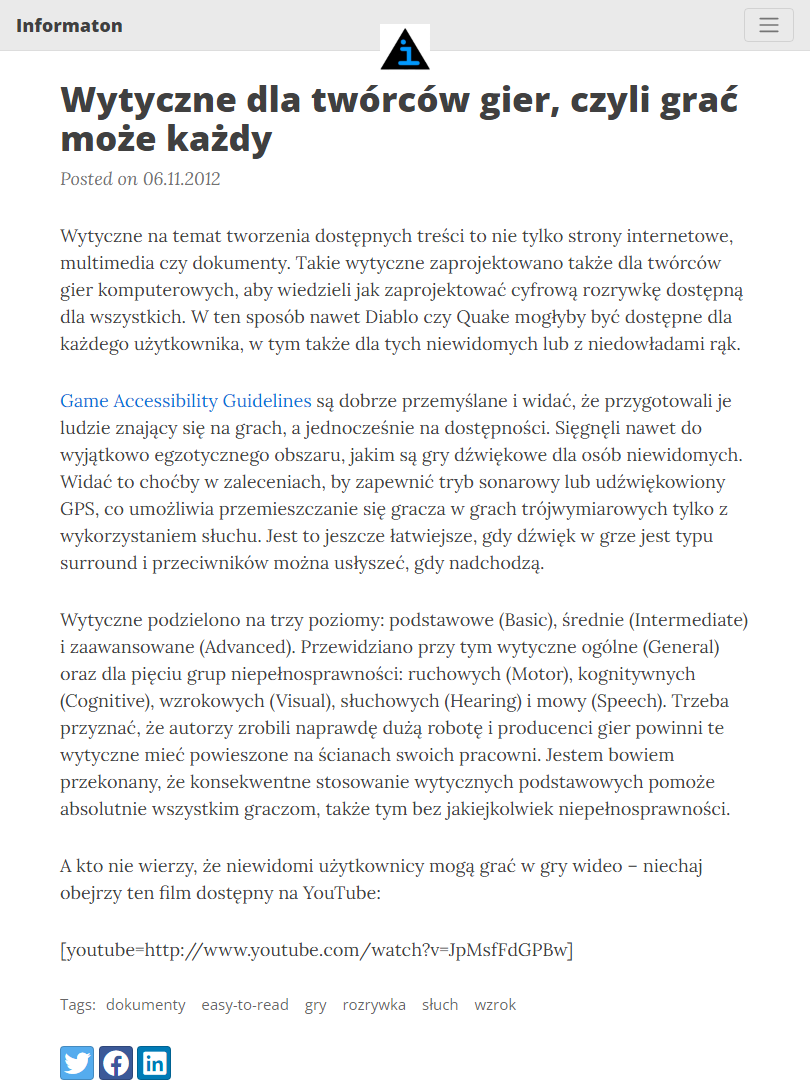 Informaton
i
Wytyczne dla twórców gier, czyli grać
może każdy
Posted on 06.11.2012
Wytyczne na temat tworzenia dostępnych treści to nie tylko strony internetowe,
multimedia czy dokumenty. Takie wytyczne zaprojektowano także dla twórców
gier komputerowych, aby wiedzieli jak zaprojektować cyfrową rozrywkę dostępną
dla wszystkich. W ten sposób nawet Diablo czy Quake mogłyby być dostępne dla
każdego użytkownika, w tym także dla tych niewidomych lub z niedowładami rąk.
Game Accessibility Guidelines są dobrze przemyślane i widać, że przygotowali je
ludzie znający się na grach, a jednocześnie na dostępności. Sięgnęli nawet do
wyjątkowo egzotycznego obszaru, jakim są gry dźwiękowe dla osób niewidomych.
Widać to choćby w zaleceniach, by zapewnić tryb sonarowy lub udźwiękowiony
GPS, co umożliwia przemieszczanie się gracza w grach trójwymiarowych tylko z
wykorzystaniem słuchu. Jest to jeszcze łatwiejsze, gdy dźwięk w grze jest typu
surround i przeciwników można usłyszeć, gdy nadchodzą.
Wytyczne podzielono na trzy poziomy: podstawowe (Basic), średnie (Intermediate)
i zaawansowane (Advanced). Przewidziano przy tym wytyczne ogólne (General)
oraz dla pięciu grup niepełnosprawności: ruchowych (Motor), kognitywnych
(Cognitive), wzrokowych (Visual), słuchowych (Hearing) i mowy (Speech). Trzeba
przyznać, że autorzy zrobili naprawdę dużą robotę i producenci gier powinni te
wytyczne mieć powieszone na ścianach swoich pracowni. Jestem bowiem
przekonany, że konsekwentne stosowanie wytycznych podstawowych pomoże
absolutnie wszystkim graczom, także tym bez jakiejkolwiek niepełnosprawności.
A kto nie wierzy, że niewidomi użytkownicy mogą grać w gry wideo – niechaj
obejrzy ten film dostępny na YouTube:
[youtube=http://www.youtube.com/watch?v=JpMsfFdGPBw]
Tags: dokumenty easy-to-read gry rozrywka słuch wzrok